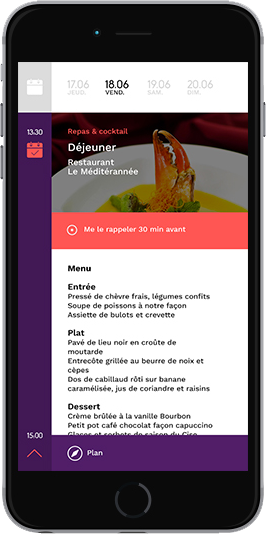 17.06 18.06 19.06 20.06
JEUD. VEND. SAM. DIM.
13.30
Repas & cocktail
Déjeuner
Restaurant
Le Méditérannée
Me le rappeler 30 min avant
Menu
Entrée
Pressé de chèvre frais, légumes confits
Soupe de poissons à notre façon
Assiette de bulots et crevette
Plat
Pavé de lieu noir en croûte de
moutarde
Entrecôte grillée au beurre de noix et
cèpes
Dos de cabillaud rôti sur banane
caramélisée, jus de coriandre et raisins
Dessert
Crème brûlée à la vanille Bourbon
Petit pot café chocolat façon capuccino
Glaces et sorbets de saison du Ciso
15.00
Plan